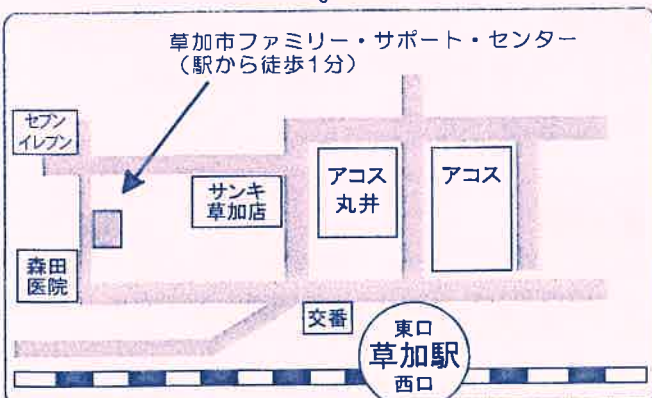 草加市ファミリー・サポート・センター
（駅から徒歩1分）
セブン
イレブン
サンキ
草加店
アコス
丸井
アコス
森田
医院
交番
東口
草加駅
西口